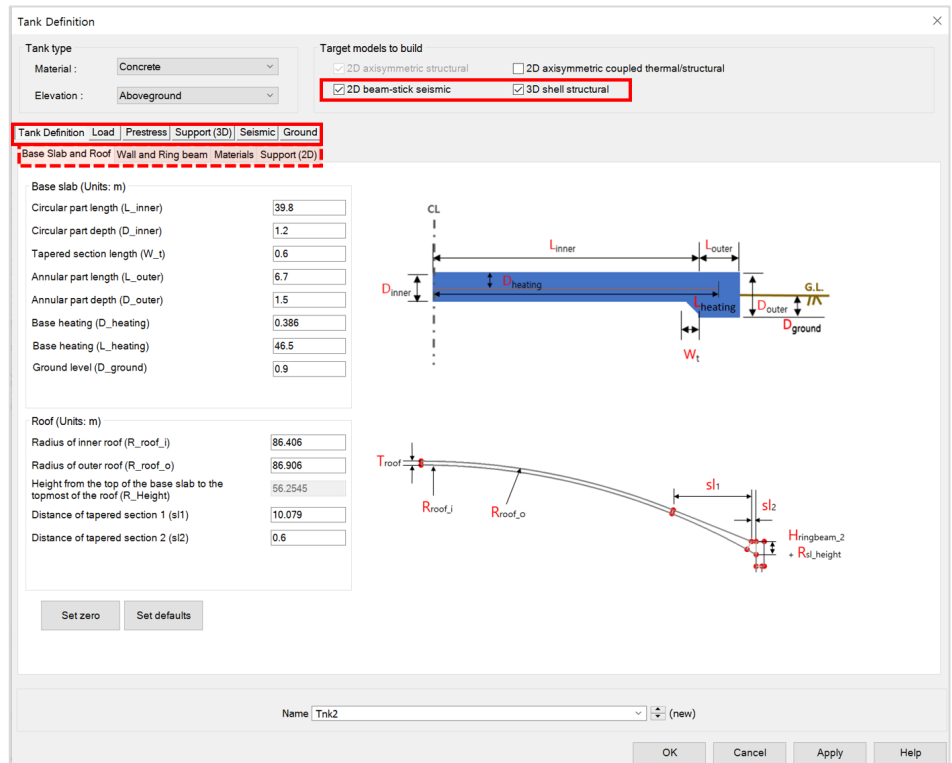 Tank Definition
Tank type
Material : Concrete
Elevation : Aboveground
Target models to build
2D axisymmetric structural 2D axisymmetric coupled thermal/structural
2D beam-stick seismic 3D shell structural
Tank Definition Load Prestress Support (3D) Seismic Ground
Base Slab and Roof Wall and Ring beam Materials Support (2D)
Base slab (Units: m)
Circular part length (L_inner) 39.8
Circular part depth (D_inner) 1.2
Tapered section length (W_t) 0.6
Annular part length (L_outer) 6.7
Annular part depth (D_outer) 1.5
Base heating (D_heating) 0.386
Base heating (L_heating) 46.5
Ground level (D_ground) 0.9
CL
Linner Louter
Dinner Dheating G.L.
Lheating Douter
Dground
Wt
Roof (Units: m)
Radius of inner roof (R_roof_i) 86.406
Radius of outer roof (R_roof_o) 86.906
Height from the top of the base slab to the
topmost of the roof (R_Height) 56.2545
Distance of tapered section 1 (sl1) 10.079
Distance of tapered section 2 (sl2) 0.6
Troof
Rroof_i Rroof_o
sl1
sl2
Hringbeam_2
+ Rsl_height
Set zero Set defaults
Name Tnk2 (new)
OK Cancel Apply Help